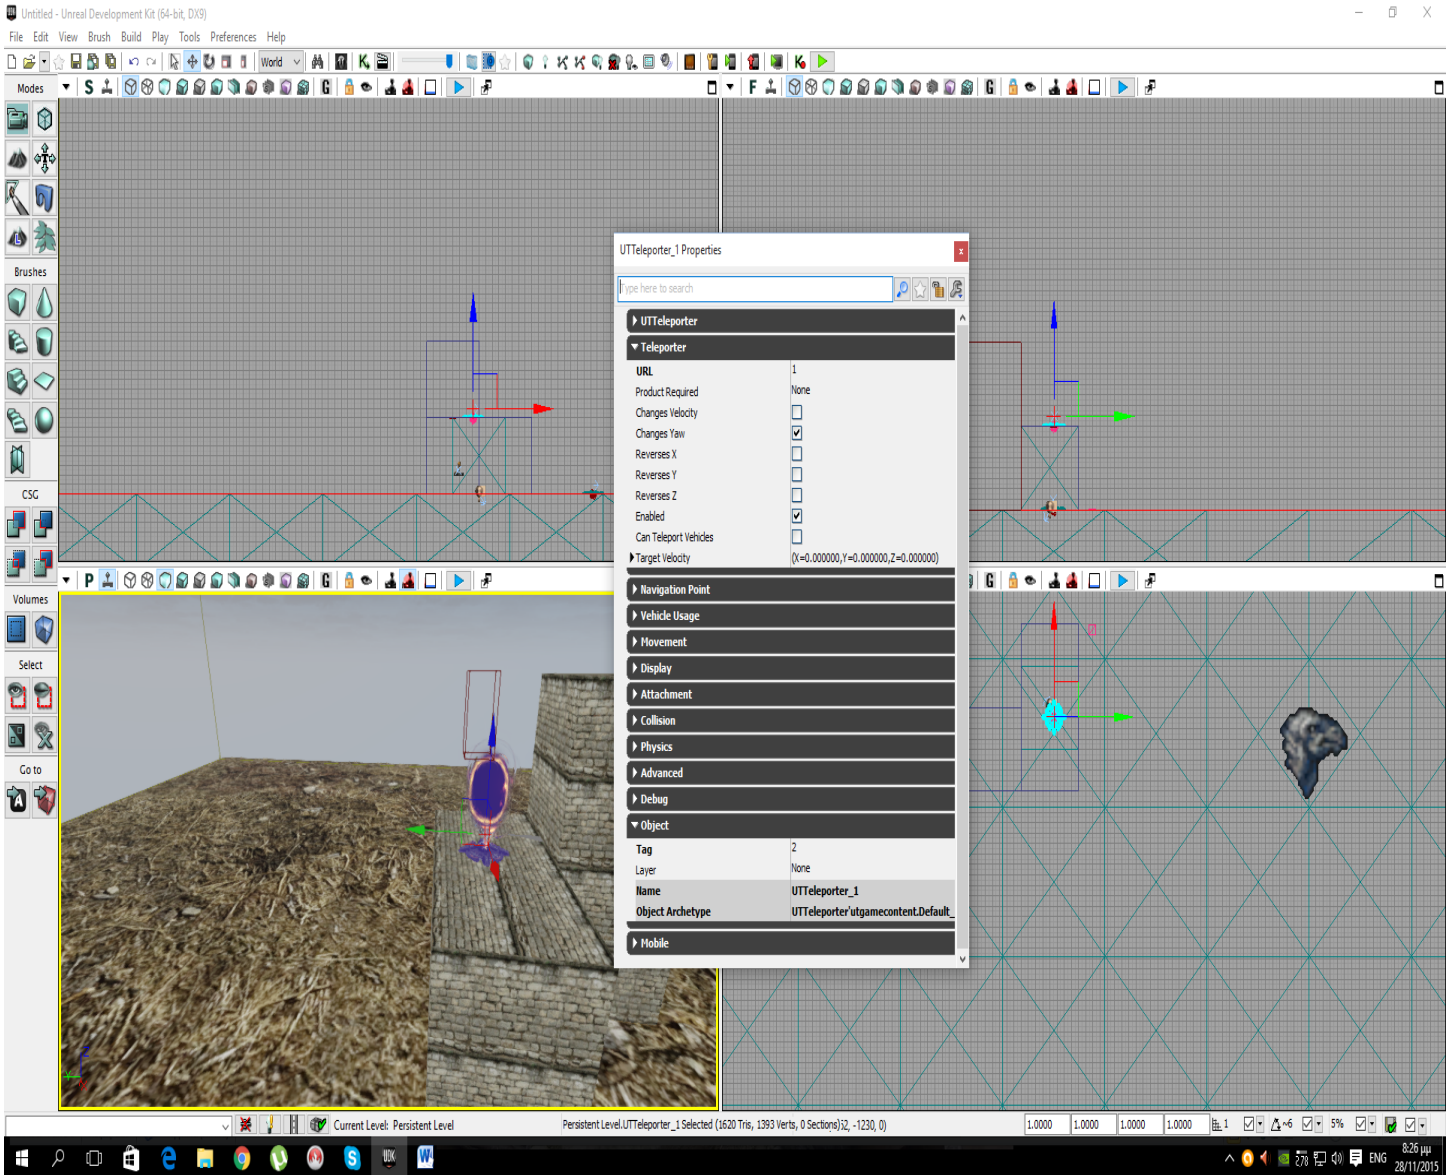 Untitled - Unreal Development Kit (64-bit, DX9)
File Edit View Brush Build Play Tools Preferences Help
World
Modes
S
F
G
G
Brushes
CSG
Volumes
Select
Go to
P
G
G
UTTeleporter_1 Properties
Type here to search
UTTeleporter
Teleporter
URL 1
Product Required None
Changes Velocity
Changes Yaw
Reverses X
Reverses Y
Reverses Z
Enabled
Can Teleport Vehicles
Target Velocity (X=0.000000,Y=0.000000,Z=0.000000)
Navigation Point
Vehicle Usage
Movement
Display
Attachment
Collision
Physics
Advanced
Debug
Object
Tag 2
Layer None
Name UTTeleporter_1
Object Archetype UTTeleporter'utgamecontent.Default_
Mobile
Current Level: Persistent Level
Persistent Level.UTTeleporter_1 Selected (1620 Tris, 1393 Verts, 0 Sections)
-1230, 0)
1.0000 1.0000 1.0000 1.0000 1 5%
ENG
8:26 μμ
28/11/2015